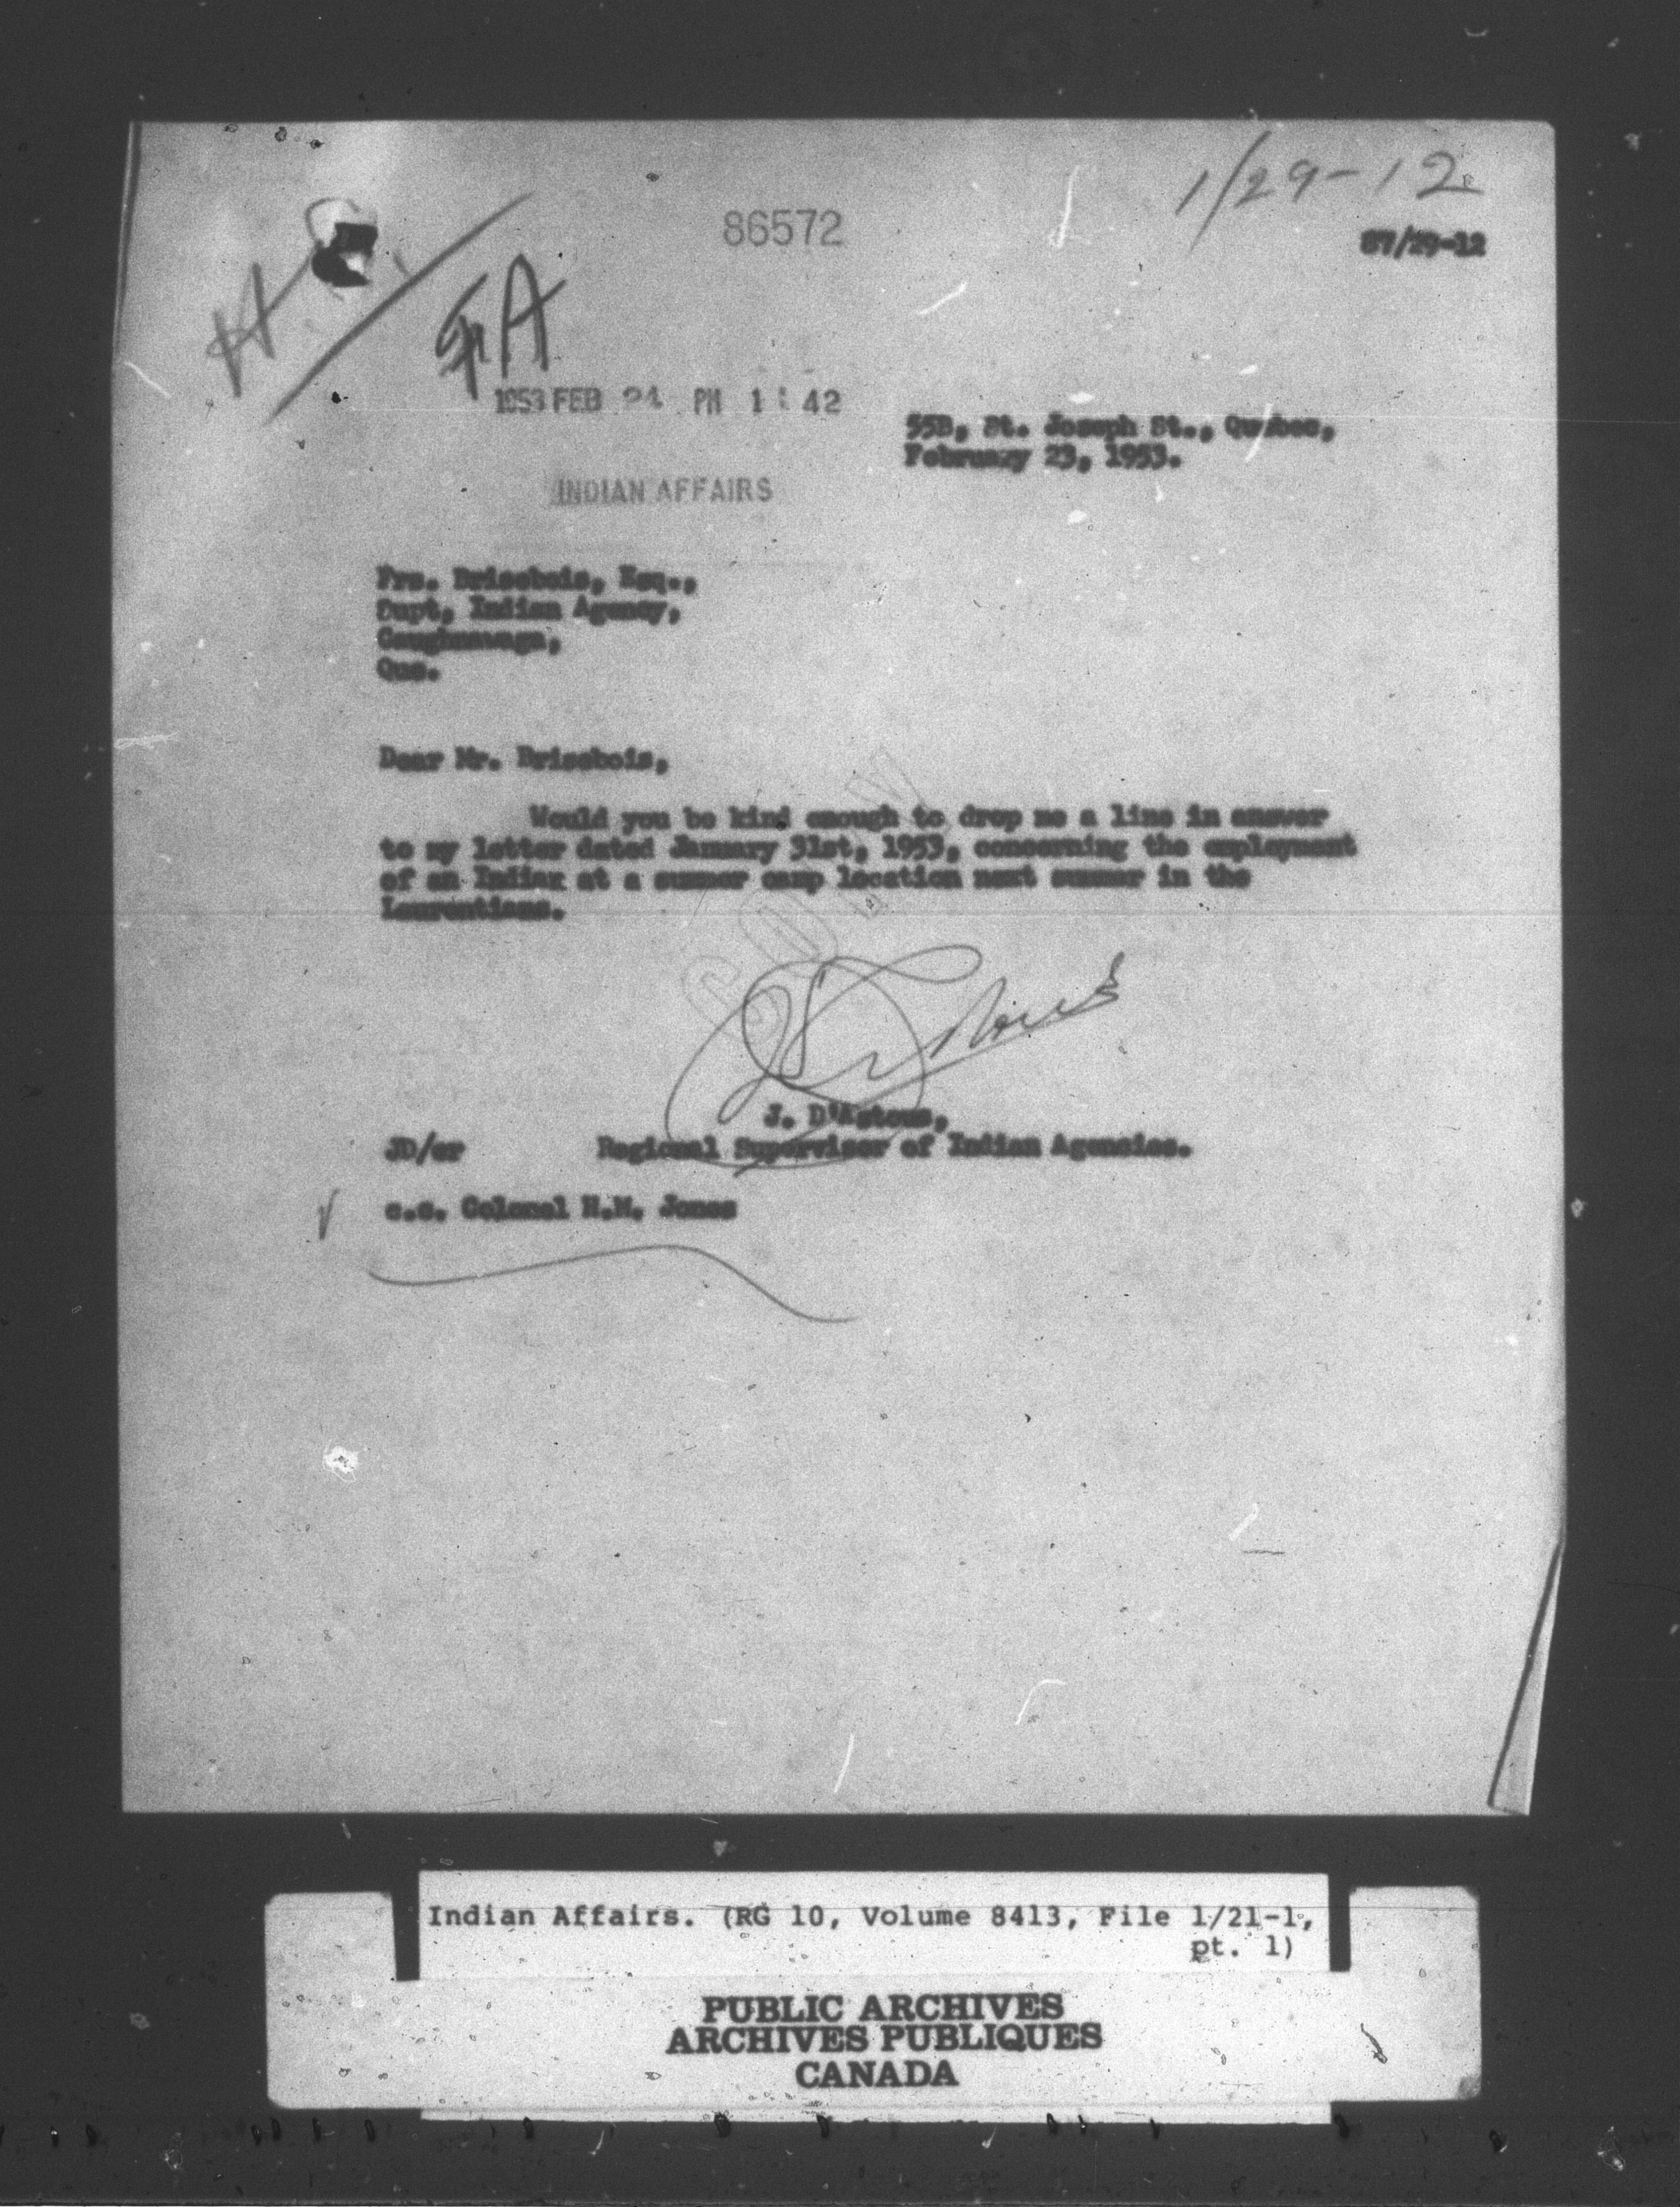 1/29-12
86572
87/29-12
A
1953 FEB 24 PM 1:42
55B, St. Joseph St., Quebec,
February 23, 1953.
INDIAN AFFAIRS
Frs. Brisebois, Esq.,
Supt, Indian Agency,
Caughnawaga,
Que.
Dear Mr. Brisebois,
Would you be kind enough to drop me a line in answer
to my letter dated January 31st, 1953, concerning the employment
of an Indian at a summer camp location next summer in the
Laurentians.
COPY
J. D'Astous,
JD/er Regional Supervisor of Indian Agencies.
c.c. Colonel H.M. Jones
Indian Affairs. (RG 10, Volume 8413, File 1/21-1,
pt. 1)
PUBLIC ARCHIVES
ARCHIVES PUBLIQUES
CANADA